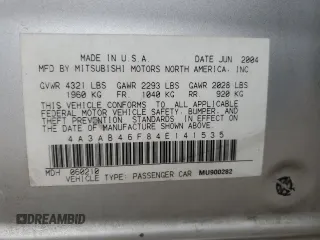 MADE IN U.S.A. DATE JUN 2004
MFD BY MITSUBISHI MOTORS NORTH AMERICA, INC
GVWR 4321 LBS GAWR 2293 LBS GAWR 2028 LBS
1960 KG FR 1040 KG RR 920 KG
THIS VEHICLE CONFORMS TO ALL APPLICABLE
FEDERAL MOTOR VEHICLE SAFETY, BUMPER, AND
THEFT PREVENTION STANDARDS IN EFFECT ON THE
DATE OF MANUFACTURE SHOWN ABOVE.
4A3AB46F84E141535
MDH 060210
VEHICLE TYPE: PASSENGER CAR MU900282
DREAMBID